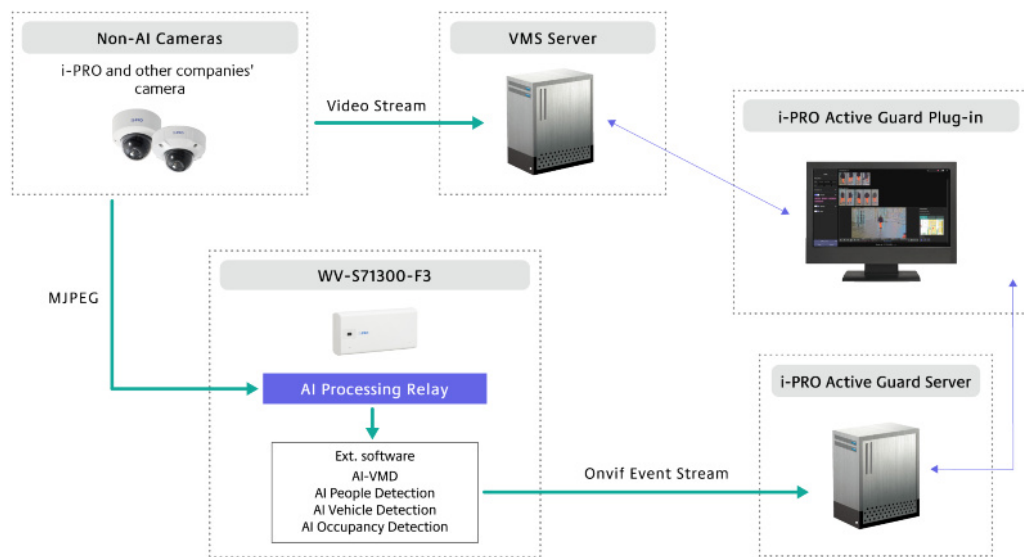 Non-AI Cameras
i-PRO and other companies'
camera
Video Stream
VMS Server
i-PRO Active Guard Plug-in
MJPEG
WV-S71300-F3
AI Processing Relay
Ext. software
AI-VMD
AI People Detection
AI Vehicle Detection
AI Occupancy Detection
Onvif Event Stream
i-PRO Active Guard Server